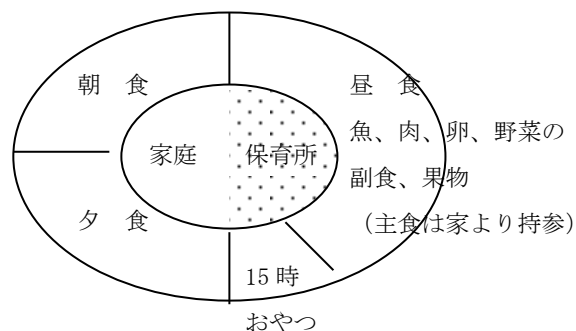 朝　食
昼　食
魚、肉、卵、野菜の
家庭
保育所
副食、果物
夕　食
（主食は家より持参）
15 時
おやつ